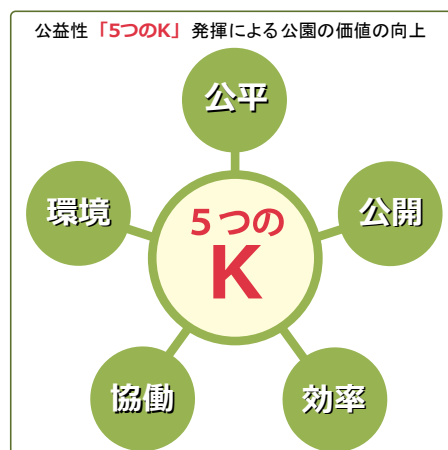 公益性「5つのK」発揮による公園の価値の向上
公平
環境
公開
5つの
K
協働
効率